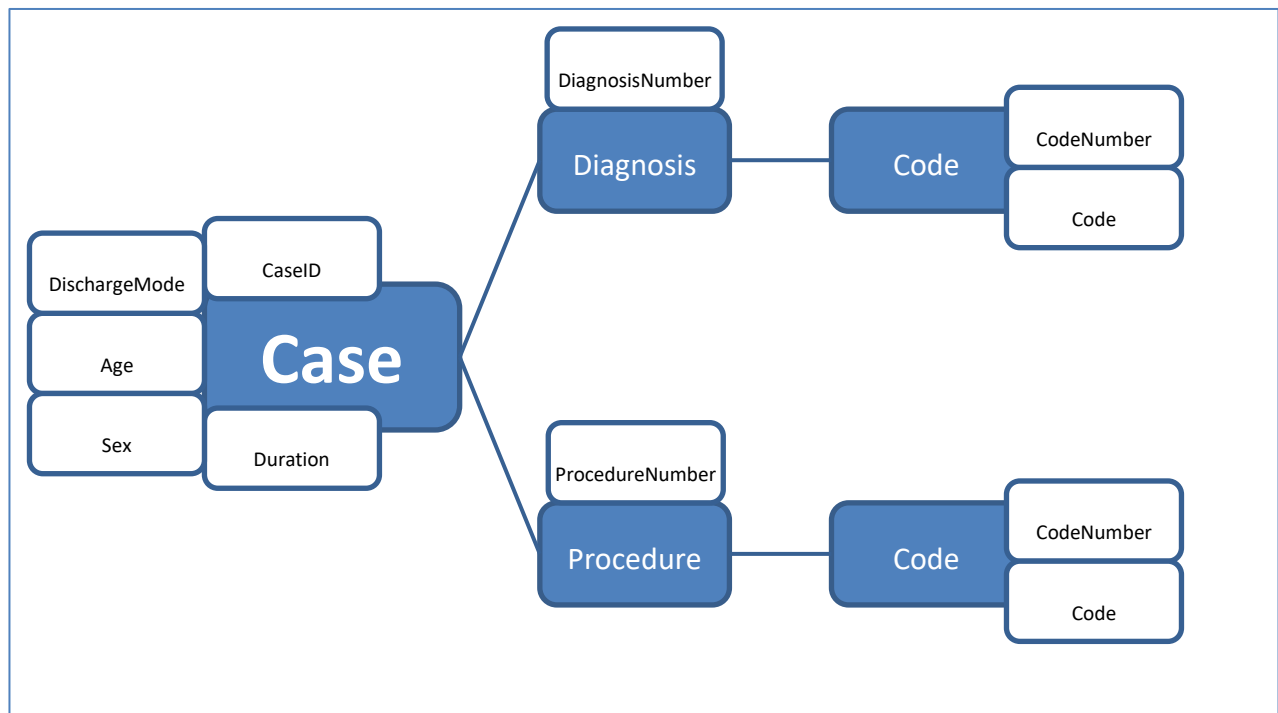 DiagnosisNumber
Diagnosis
Code
CodeNumber
Code
DischargeMode
CaseID
Age
Case
Sex
Duration
ProcedureNumber
Procedure
Code
CodeNumber
Code